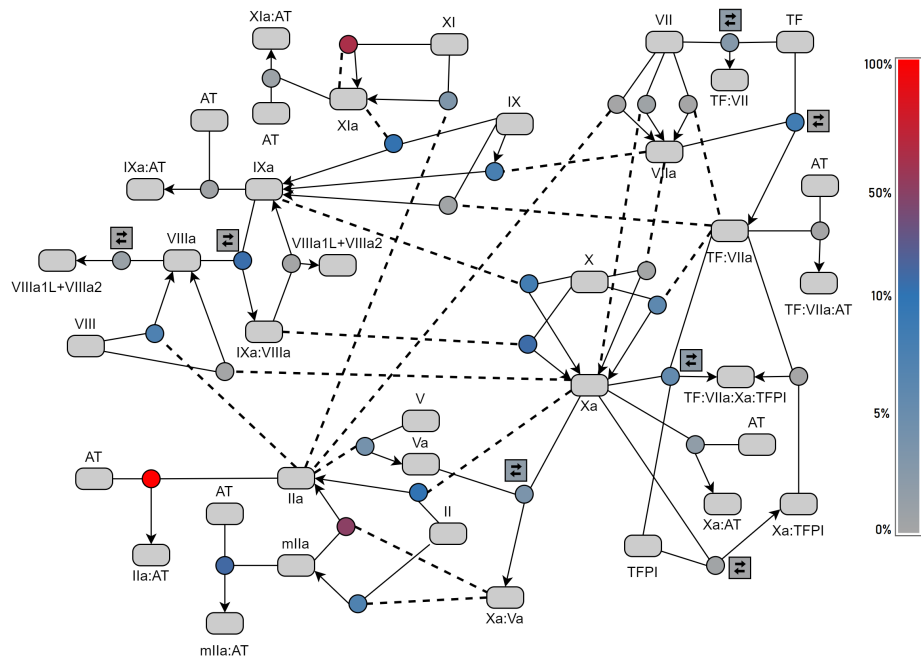 XIa:AT
XI
VII
TF
100%
TF:VII
AT
IX
XIa
AT
VIIa
AT
IXa:AT
IXa
50%
VIIIa
VIIIa1L+VIIIa2
X
TF:VIIa
VIIIa1L+VIIIa2
TF:VIIa:AT
10%
VIII
IXa:VIIIa
Xa
TF:VIIa:Xa:TFPI
V
AT
5%
Va
AT
IIa
AT
II
Xa:AT
Xa:TFPI
0%
mIIa
IIa:AT
TFPI
Xa:Va
mIIa:AT